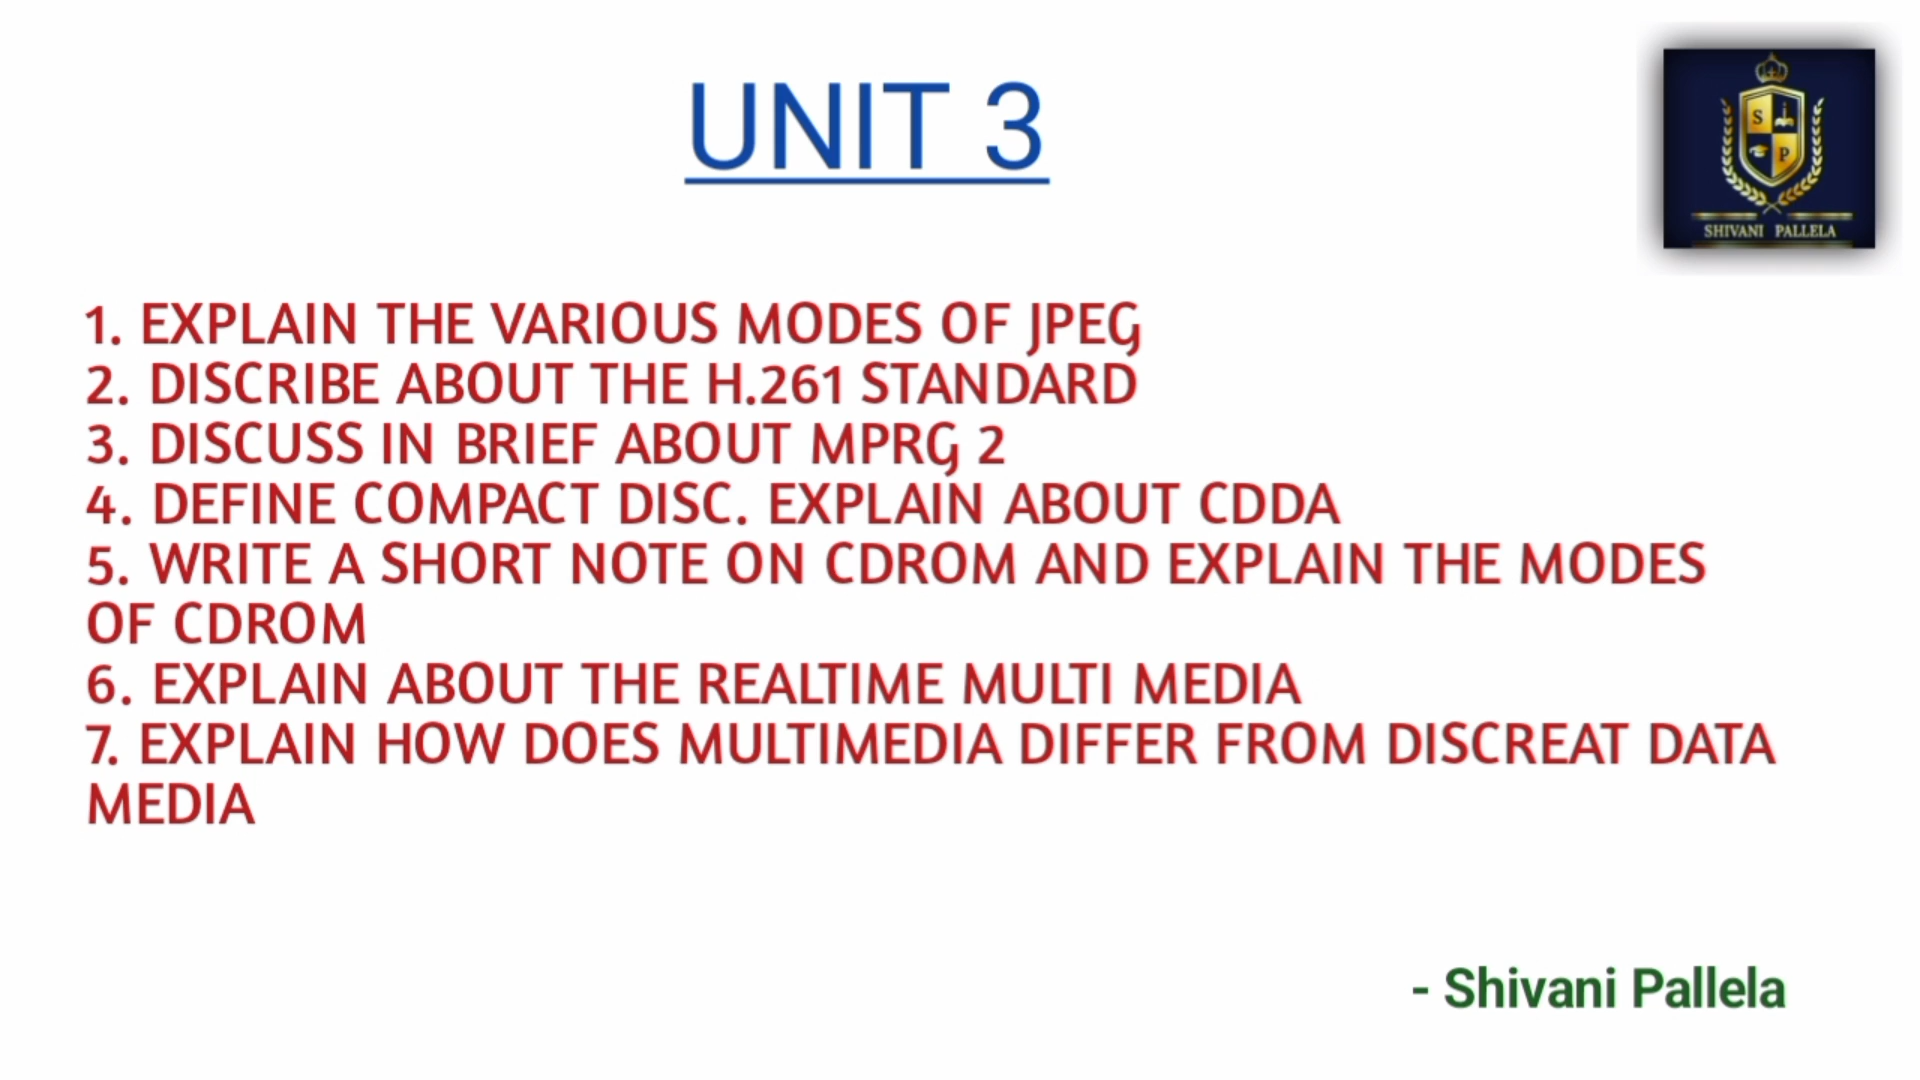 UNIT 3
S
P
SHIVANI PALLELA
1. EXPLAIN THE VARIOUS MODES OF JPEG
2. DISCRIBE ABOUT THE H.261 STANDARD
3. DISCUSS IN BRIEF ABOUT MPRG 2
4. DEFINE COMPACT DISC. EXPLAIN ABOUT CDDA
5. WRITE A SHORT NOTE ON CDROM AND EXPLAIN THE MODES
OF CDROM
6. EXPLAIN ABOUT THE REALTIME MULTI MEDIA
7. EXPLAIN HOW DOES MULTIMEDIA DIFFER FROM DISCREAT DATA
MEDIA
- Shivani Pallela